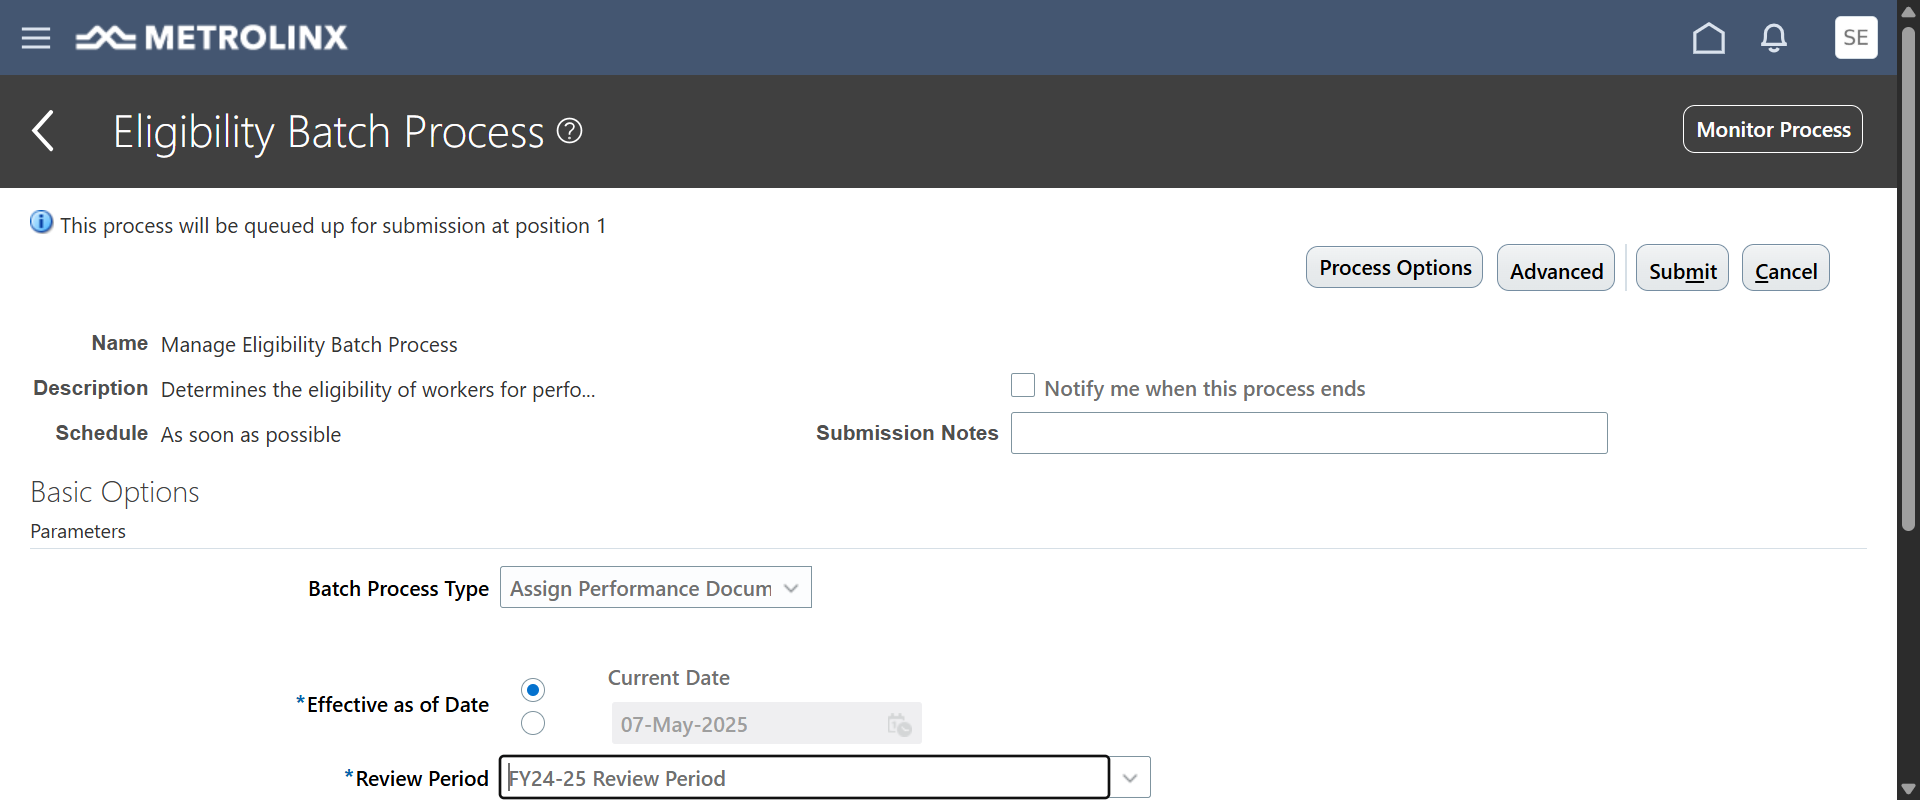 METROLINX
SE
Eligibility Batch Process
Monitor Process
This process will be queued up for submission at position 1
Process Options
Advanced
Submit
Cancel
Name Manage Eligibility Batch Process
Description Determines the eligibility of workers for perfo...
Notify me when this process ends
Schedule As soon as possible
Submission Notes
Basic Options
Parameters
Batch Process Type Assign Performance Docum
Current Date
*Effective as of Date
07-May-2025
*Review Period FY24-25 Review Period